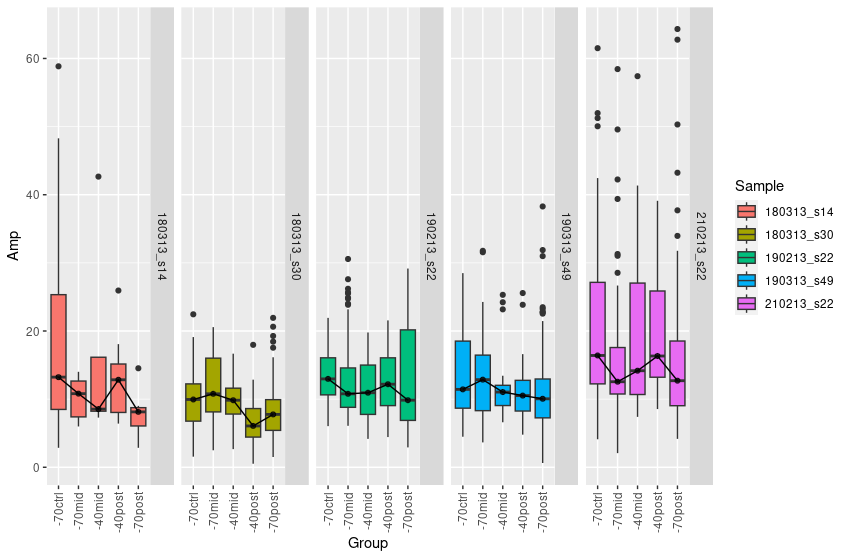 Amp
60
40
20
0
180313_s14
180313_s30
190213_s22
190313_s49
210213_s22
-70ctrl
-70mid
-40mid
-40post
-70post
-70ctrl
-70mid
-40mid
-40post
-70post
-70ctrl
-70mid
-40mid
-40post
-70post
-70ctrl
-70mid
-40mid
-40post
-70post
-70ctrl
-70mid
-40mid
-40post
-70post
Group
Sample
180313_s14
180313_s30
190213_s22
190313_s49
210213_s22